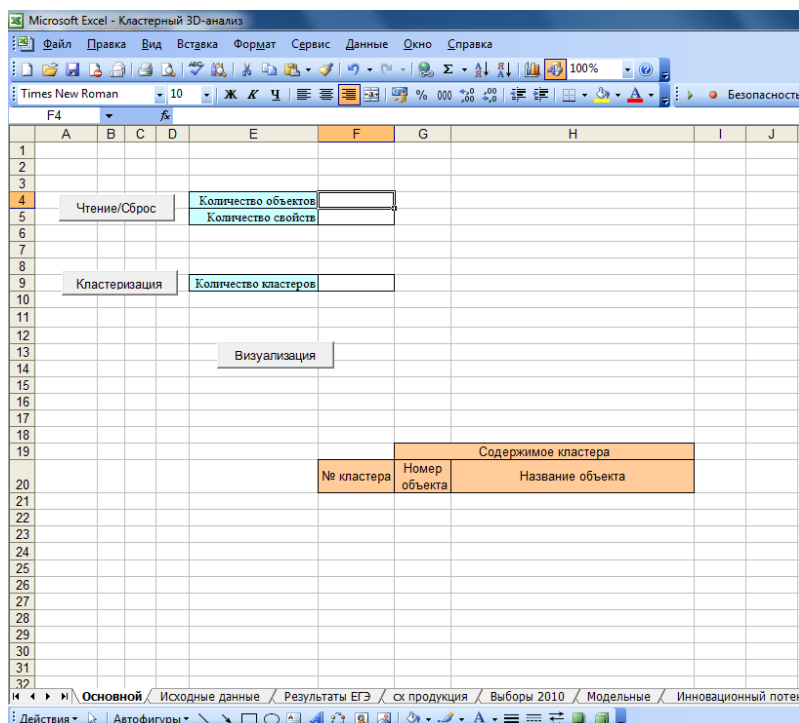 Microsoft Excel - Кластерный 3D-анализ
Файл Правка Вид Вставка Формат Сервис Данные Окно Справка
100%
Times New Roman 10 Ж К Ч % 000 Безопасность
F4 fx
A B C D E F G H I J
1
2
3
4 Чтение/Сброс Количество объектов
5 Количество свойств
6
7
8
9 Кластеризация Количество кластеров
10
11
12
13 Визуализация
14
15
16
17
18
19 Содержимое кластера
20 № кластера Номер объекта Название объекта
21
22
23
24
25
26
27
28
29
30
31
32
Основной Исходные данные Результаты ЕГЭ сх продукция Выборы 2010 Модельные Инновационный потен
Действия Автофигуры